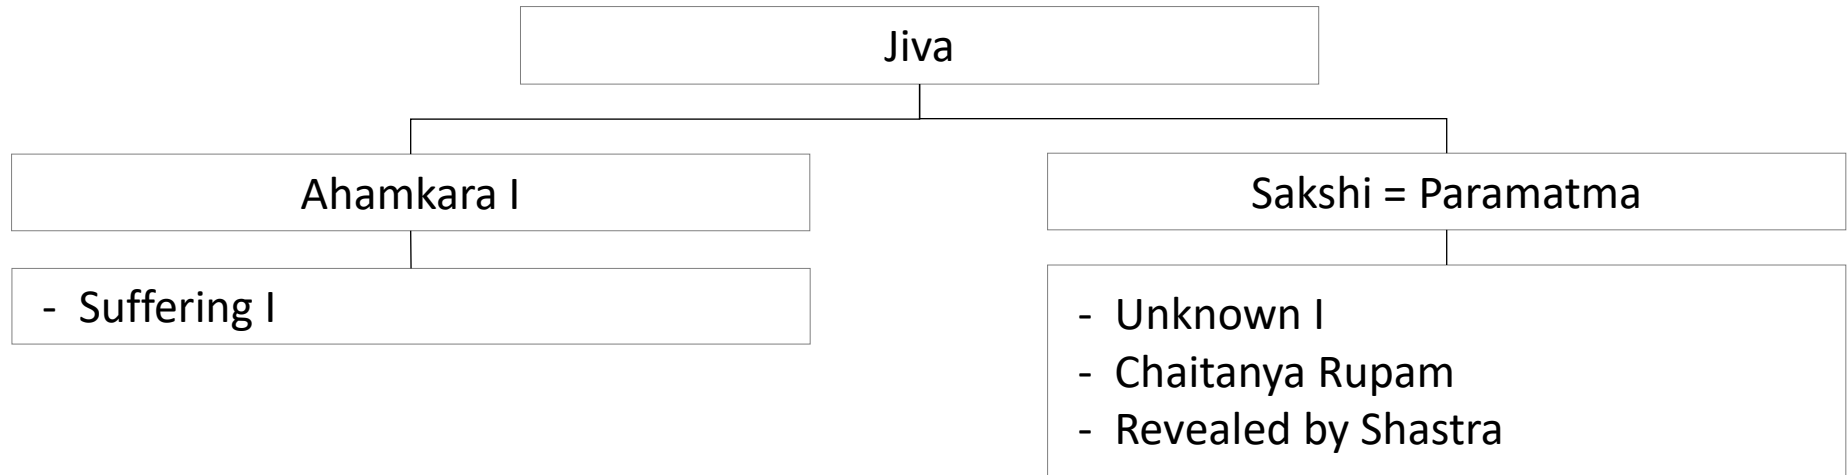 Jiva
Ahamkara I
- Suffering I
Sakshi = Paramatma
- Unknown I
- Chaitanya Rupam
- Revealed by Shastra